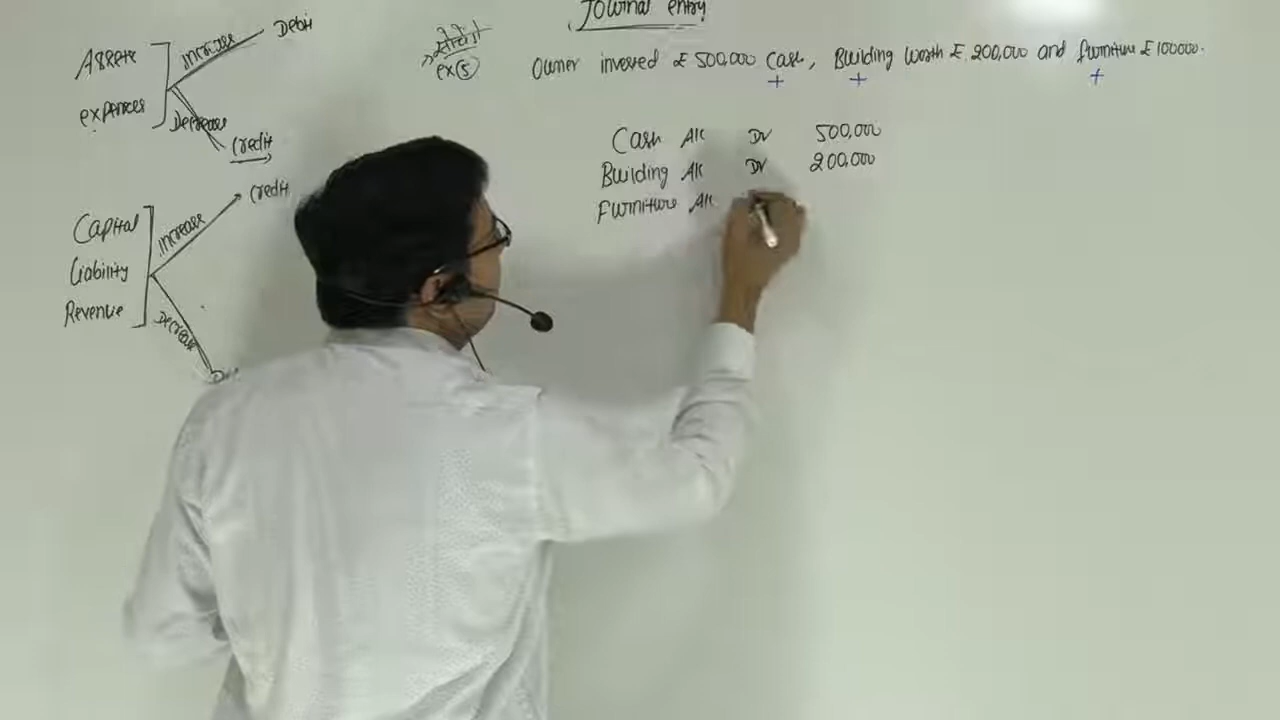 Journal entry
Assets
expences
Increase
Debit
Decrease
Credit
Capital
liability
Revenue
Increase
Credit
Decrease
ex(5)
Owner invested £ 500,000 Cash, Building worth £ 200,000 and furniture £ 100000.
+ + +
Cash A/c Dr 500,000
Building A/c Dr 200,000
Furniture A/c